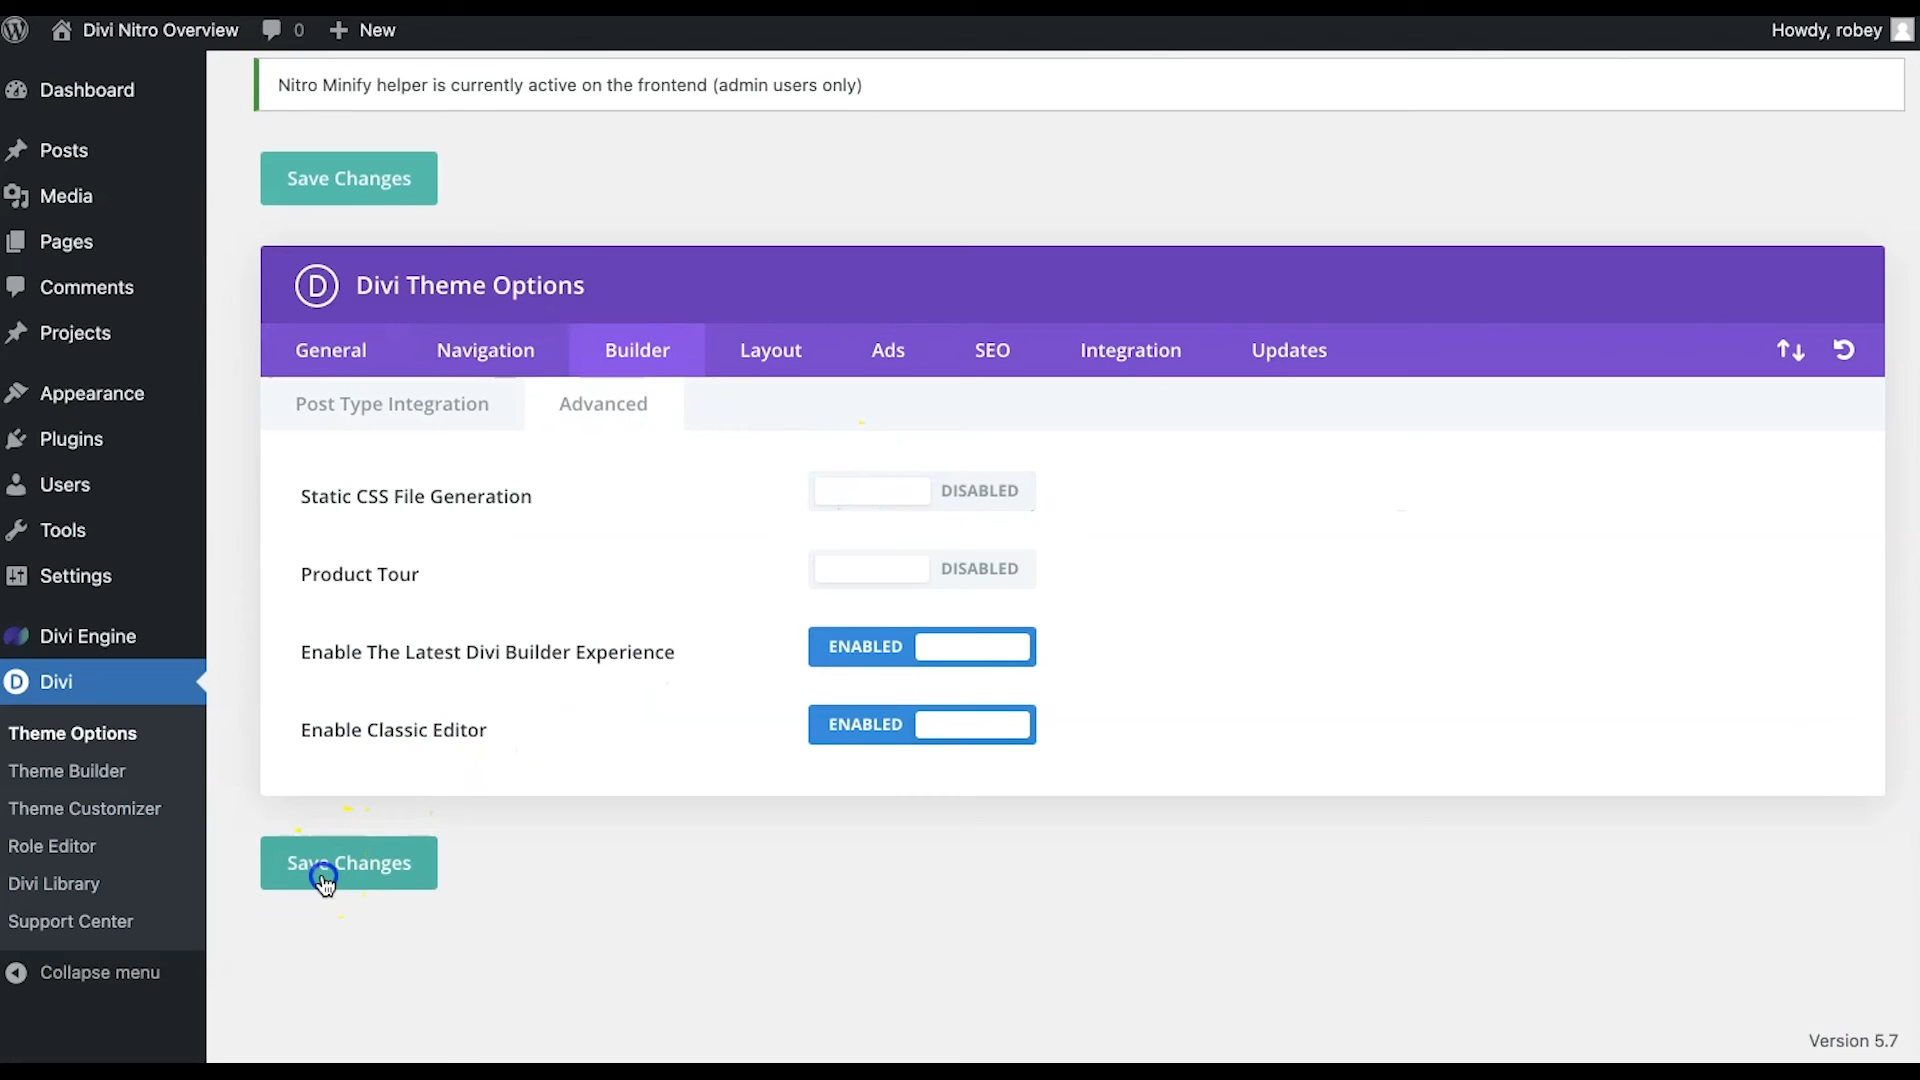 Divi Nitro Overview 0 New Howdy, robey
Dashboard
Posts
Media
Pages
Comments
Projects
Appearance
Plugins
Users
Tools
Settings
Divi Engine
D Divi
Theme Options
Theme Builder
Theme Customizer
Role Editor
Divi Library
Support Center
Collapse menu
Nitro Minify helper is currently active on the frontend (admin users only)
Save Changes
D Divi Theme Options
General Navigation Builder Layout Ads SEO Integration Updates
Post Type Integration Advanced
Static CSS File Generation DISABLED
Product Tour DISABLED
Enable The Latest Divi Builder Experience ENABLED
Enable Classic Editor ENABLED
Save Changes
Version 5.7